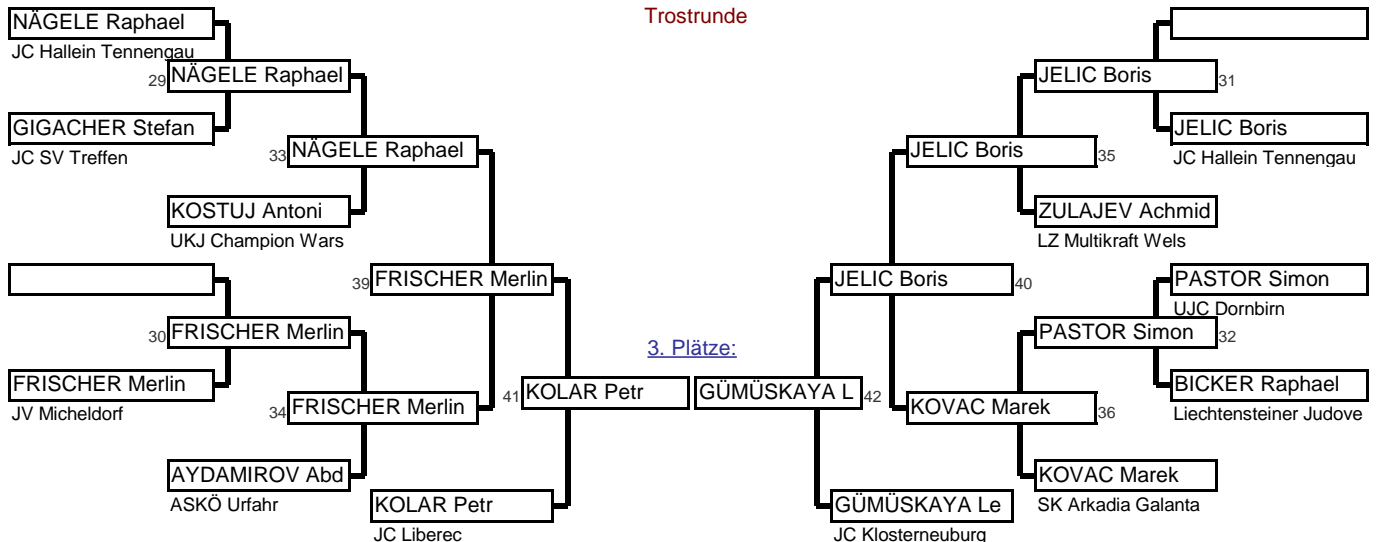 Trostrunde
NÄGELE Raphael
JC Hallein Tennengau
29 NÄGELE Raphael
GIGACHER Stefan
JC SV Treffen
33 NÄGELE Raphael
KOSTUJ Antoni
UKJ Champion Wars
39 FRISCHER Merlin
30 FRISCHER Merlin
FRISCHER Merlin
JV Micheldorf
34 FRISCHER Merlin
AYDAMIROV Abd
ASKÖ Urfahr
41 KOLAR Petr
KOLAR Petr
JC Liberec
3. Plätze:
JELIC Boris 31
JELIC Boris
JC Hallein Tennengau
JELIC Boris 35
ZULAJEV Achmid
LZ Multikraft Wels
JELIC Boris 40
PASTOR Simon
UJC Dornbirn
PASTOR Simon 32
BICKER Raphael
Liechtensteiner Judove
GÜMÜSKAYA L 42
KOVAC Marek 36
KOVAC Marek
SK Arkadia Galanta
GÜMÜSKAYA Le
JC Klosterneuburg